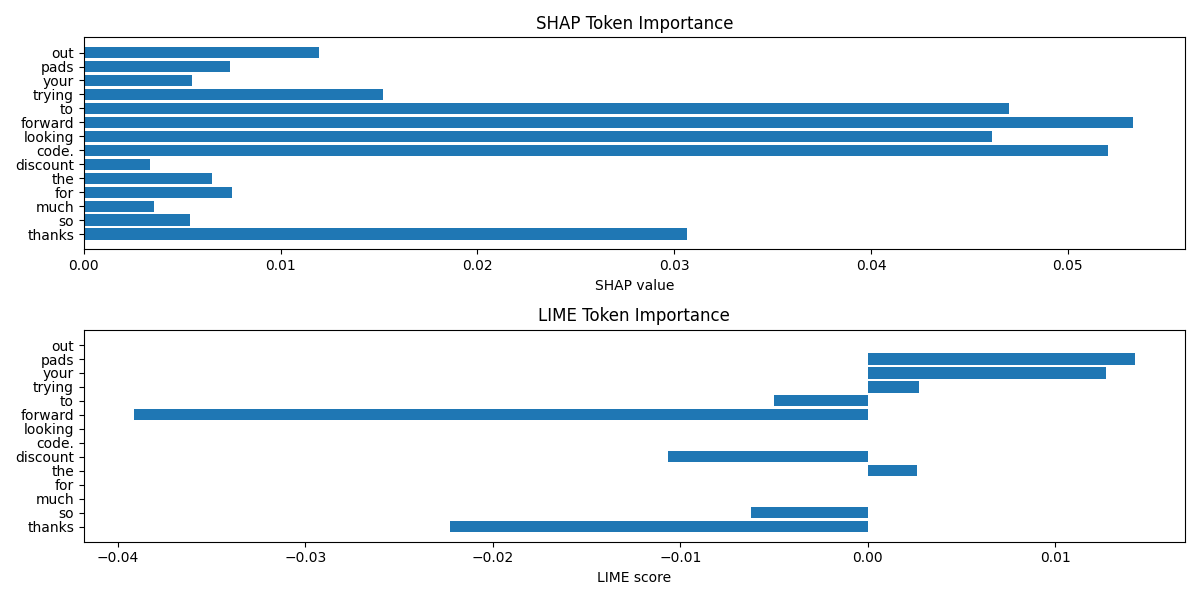 SHAP Token Importance
out
pads
your
trying
to
forward
looking
code.
discount
the
for
much
so
thanks
0.00 0.01 0.02 0.03 0.04 0.05
SHAP value
LIME Token Importance
out
pads
your
trying
to
forward
looking
code.
discount
the
for
much
so
thanks
−0.04 −0.03 −0.02 −0.01 0.00 0.01
LIME score